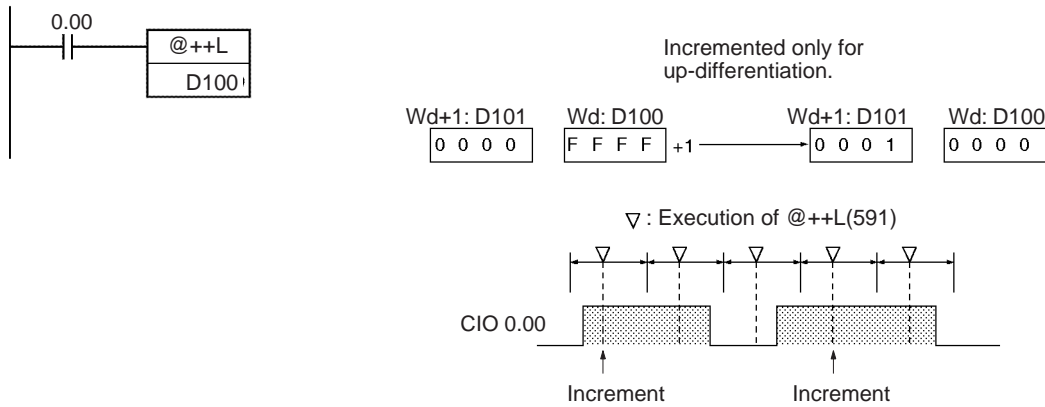 0.00
@++L
D100
Incremented only for
up-differentiation.
Wd+1: D101 Wd: D100 Wd+1: D101 Wd: D100
0 0 0 0 F F F F +1 0 0 0 1 0 0 0 0
▽ : Execution of @++L(591)
CIO 0.00
Increment Increment